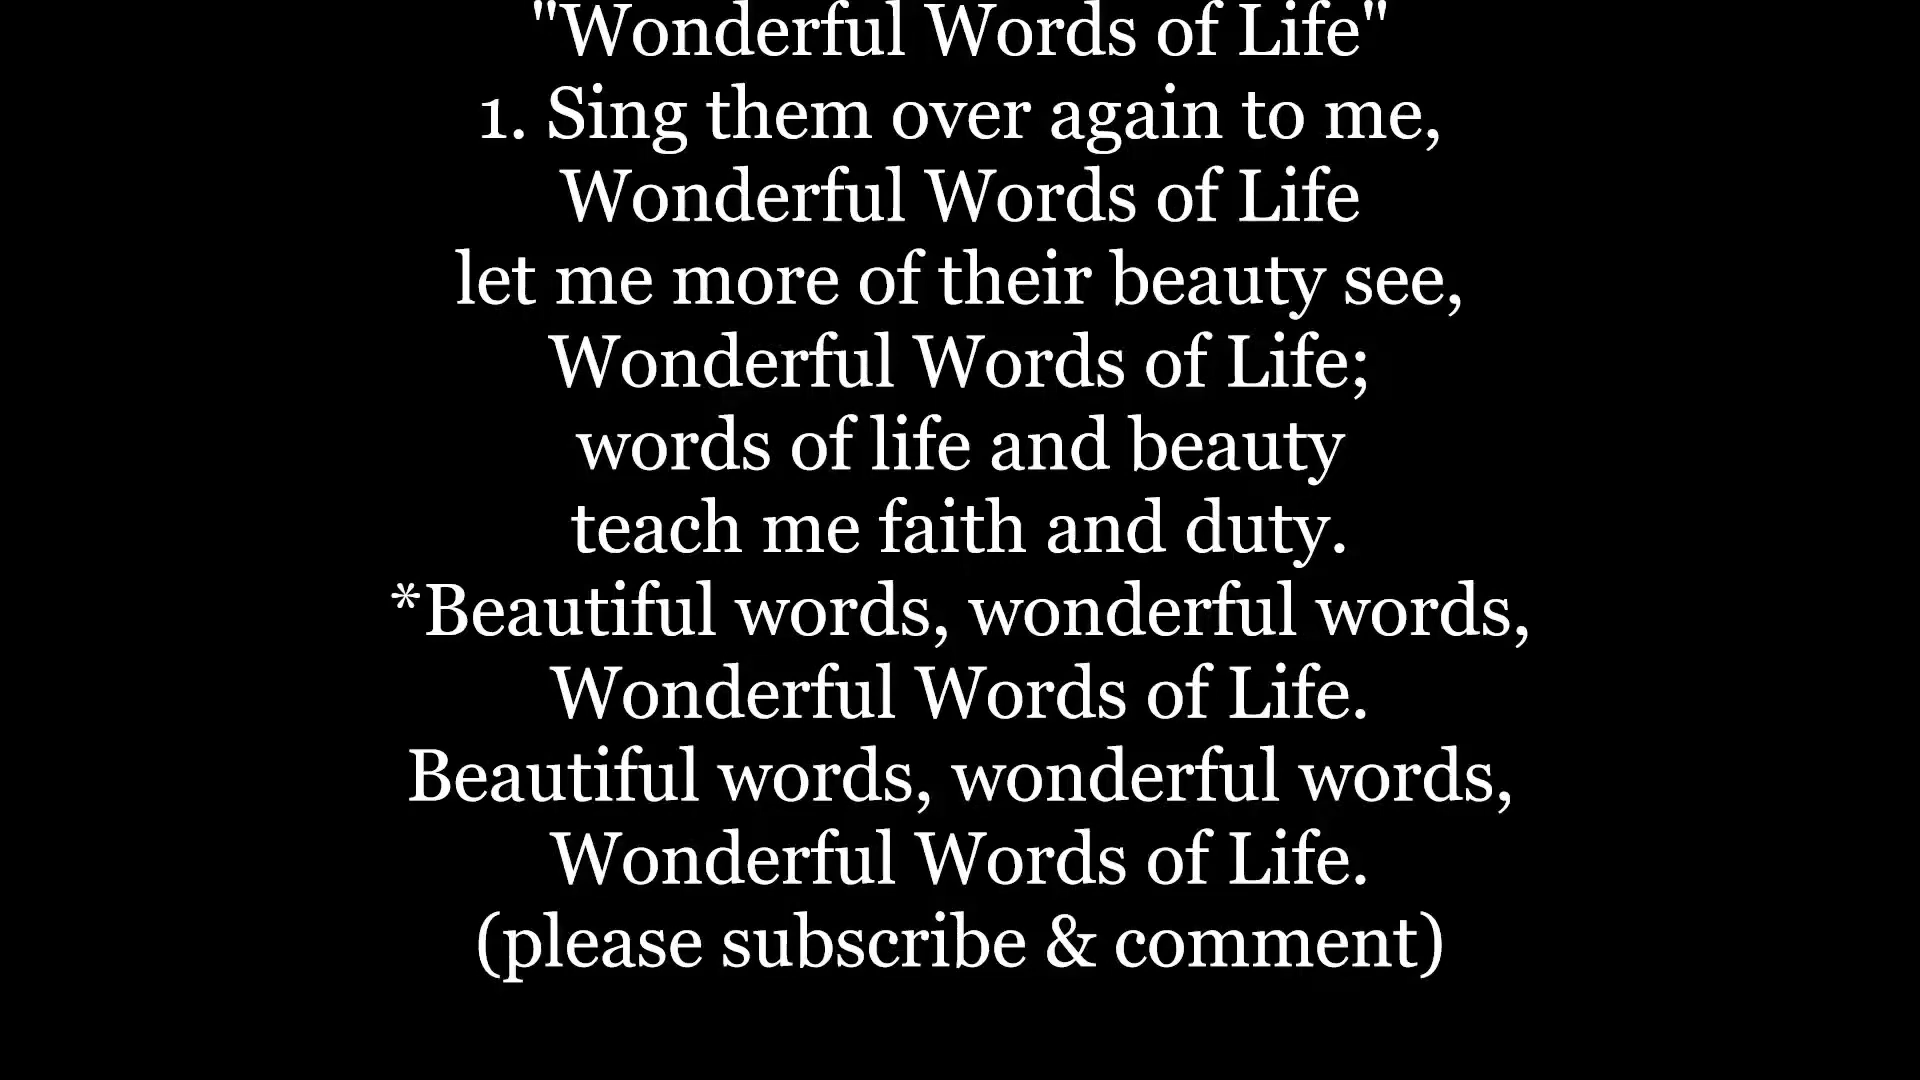 "Wonderful Words of Life"
1. Sing them over again to me,
Wonderful Words of Life
let me more of their beauty see,
Wonderful Words of Life;
words of life and beauty
teach me faith and duty.
*Beautiful words, wonderful words,
Wonderful Words of Life.
Beautiful words, wonderful words,
Wonderful Words of Life.
(please subscribe & comment)